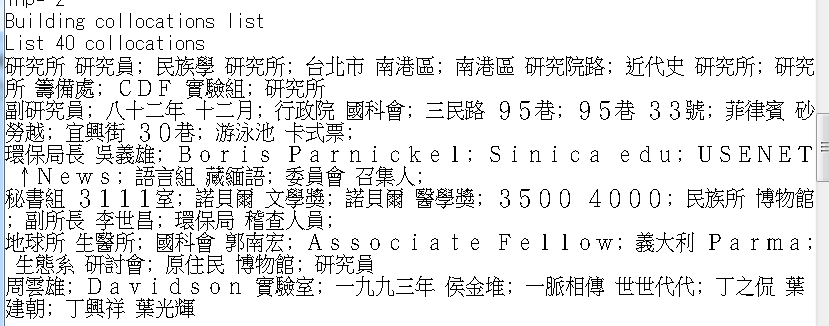 Building collocations list
List 40 collocations
研究所 研究員; 民族學 研究所; 台北市 南港區; 南港區 研究院路; 近代史 研究所; 研究
所 籌備處; ＣＤＦ 實驗組; 研究所
副研究員; 八十二年 十二月; 行政院 國科會; 三民路 ９５巷; ９５巷 ３３號; 菲律賓 砂
勞越; 宜興街 ３０巷; 游泳池 卡式票;
環保局長 吳義雄; Ｂｏｒｉｓ Ｐａｒｎｉｃｋｅｌ; Ｓｉｎｉｃａ ｅｄｕ; ＵＳＥＮＥＴ
↑Ｎｅｗｓ; 語言組 藏緬語; 委員會 召集人;
秘書組 ３１１１室; 諾貝爾 文學獎; 諾貝爾 醫學獎; ３５００ ４０００; 民族所 博物館
; 副所長 李世昌; 環保局 稽查人員;
地球所 生醫所; 國科會 郭南宏; Ａｓｓｏｃｉａｔｅ Ｆｅｌｌｏｗ; 義大利 Ｐａｒｍａ;
生態系 研討會; 原住民 博物館; 研究員
周雲雄; Ｄａｖｉｄｓｏｎ 實驗室; 一九九三年 侯金堆; 一脈相傳 世世代代; 丁之侃 葉
建朝; 丁興祥 葉光輝